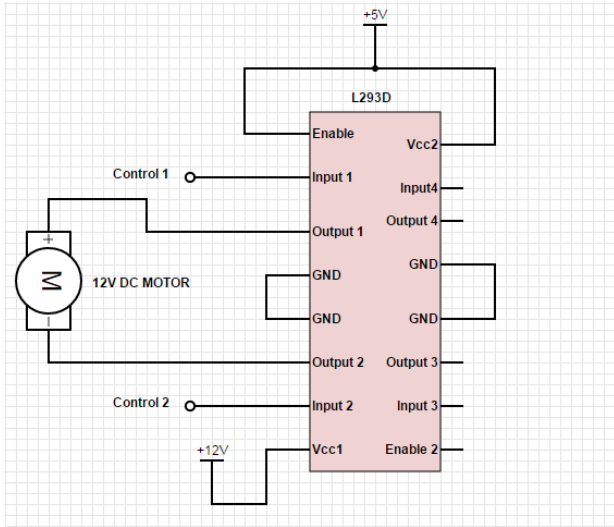 +5V
L293D
Enable
Vcc2
Control 1
Input 1
Input4
Output 1
Output 4
+
M
12V DC MOTOR
GND
GND
GND
GND
-
Output 2
Output 3
Control 2
Input 2
Input 3
+12V
Vcc1
Enable 2